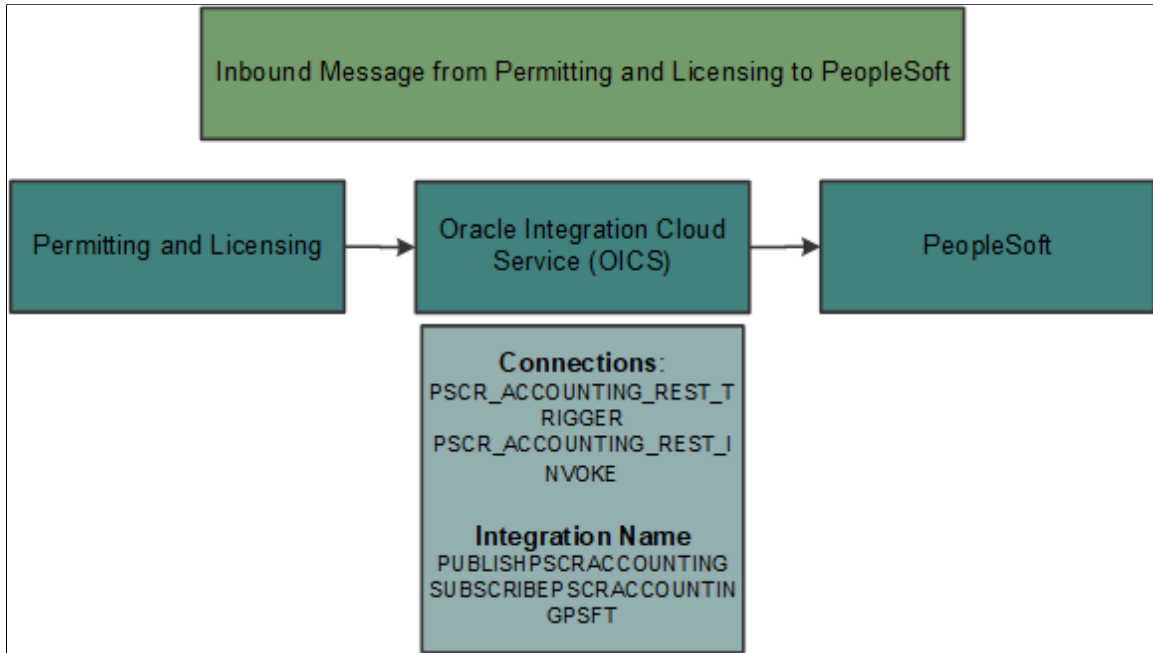 Inbound Message from Permitting and Licensing to PeopleSoft
Permitting and Licensing
Oracle Integration Cloud
Service (OICS)
PeopleSoft
Connections:
PSCR_ACCOUNTING_REST_T
RIGGER
PSCR_ACCOUNTING_REST_I
NVOKE
Integration Name
PUBLISHPSCRACCOUNTING
SUBSCRIBEPSCRACCOUNTIN
GPSFT